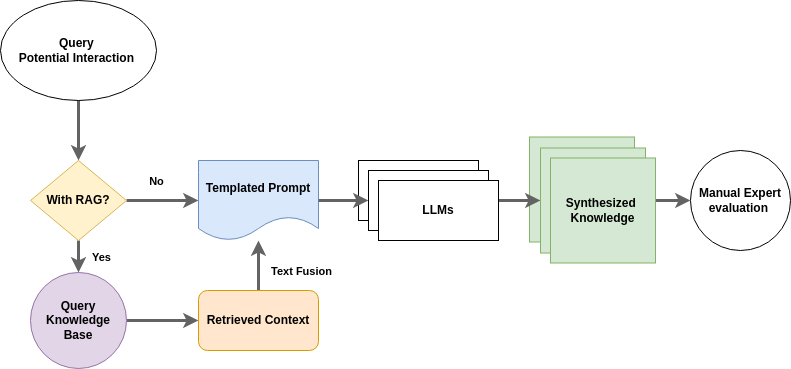 Query
Potential Interaction
With RAG?
No
Yes
Templated Prompt
LLMs
Synthesized
Knowledge
Manual Expert
evaluation
Text Fusion
Query
Knowledge
Base
Retrieved Context